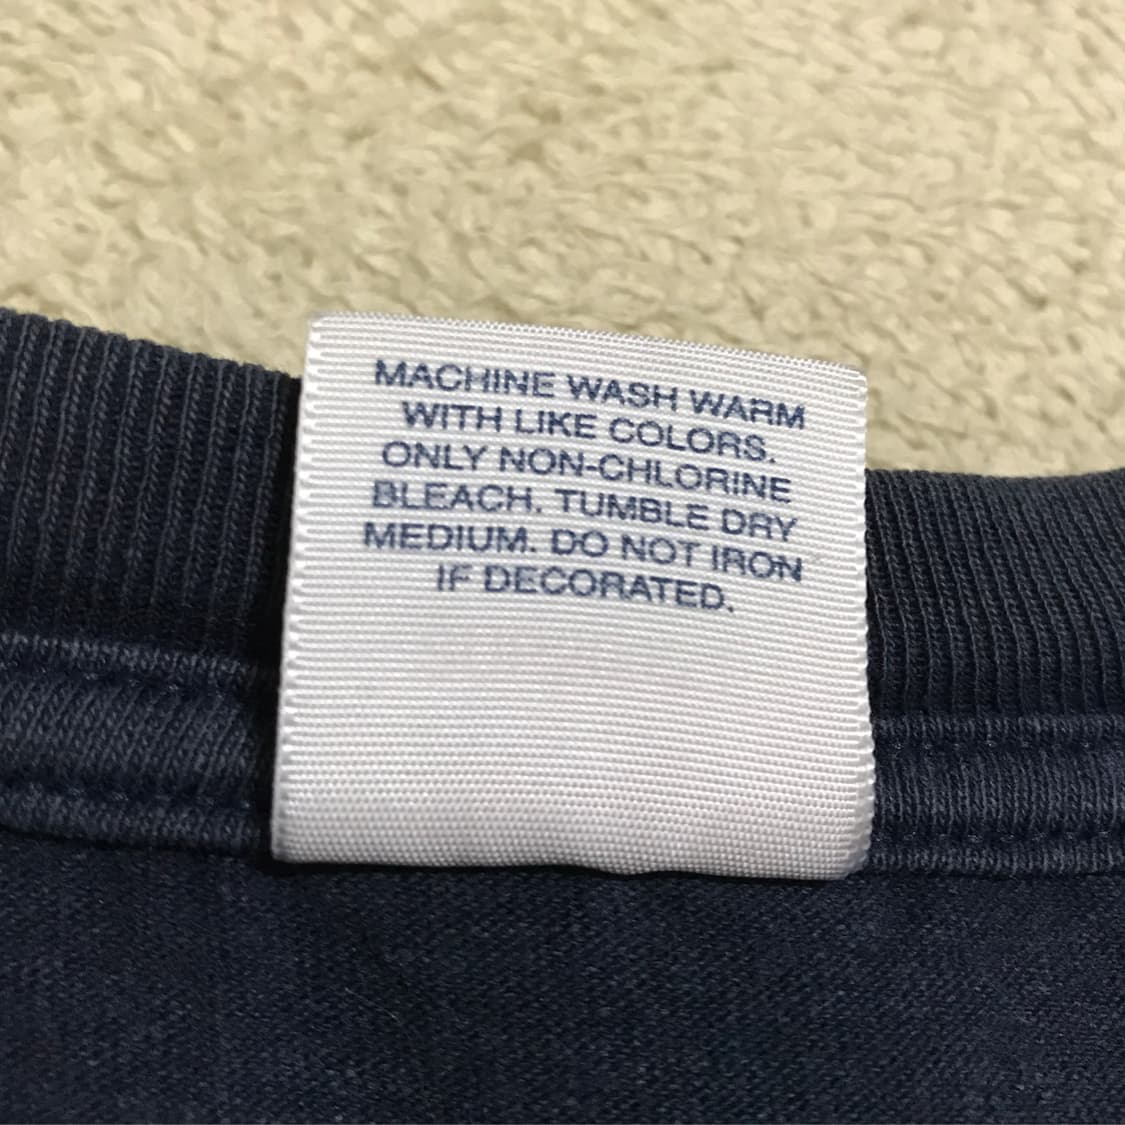 MACHINE WASH WARM
WITH LIKE COLORS.
ONLY NON-CHLORINE
BLEACH. TUMBLE DRY
MEDIUM. DO NOT IRON
IF DECORATED.